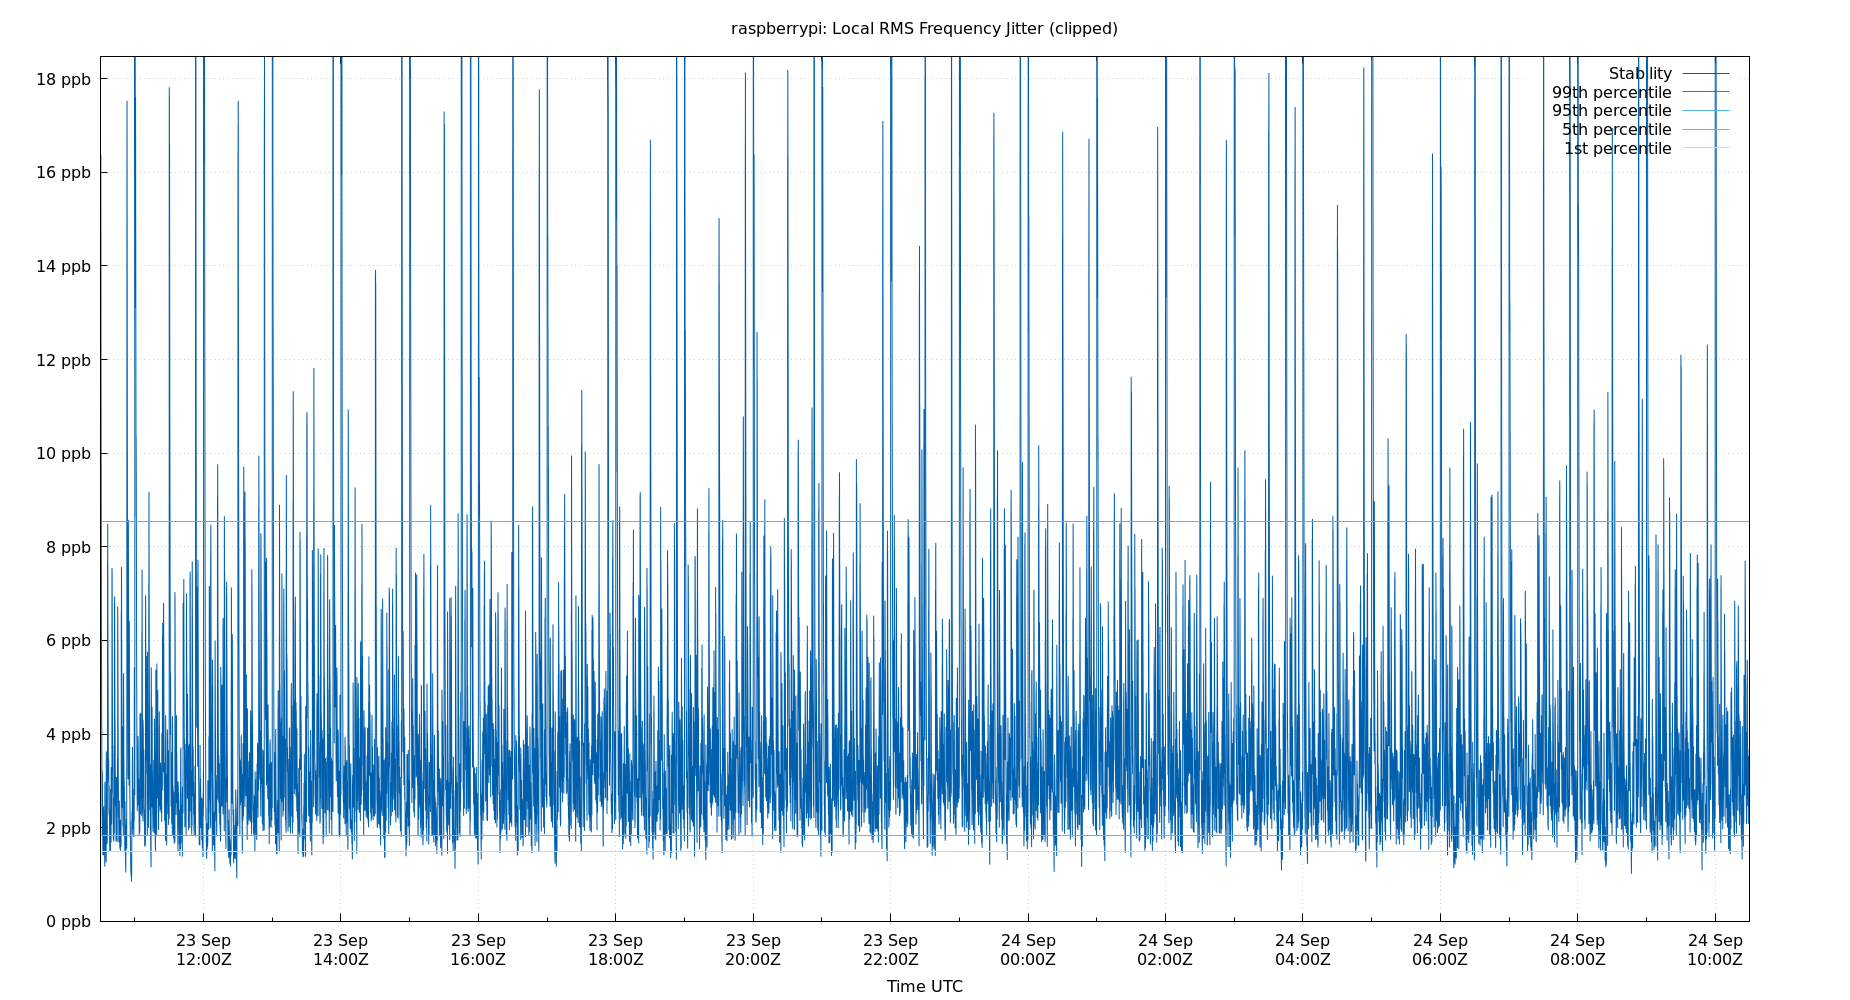 raspberrypi: Local RMS Frequency Jitter (clipped)
18 ppb
16 ppb
14 ppb
12 ppb
10 ppb
8 ppb
6 ppb
4 ppb
2 ppb
0 ppb
Stability
99th percentile
95th percentile
5th percentile
1st percentile
23 Sep
12:00Z
23 Sep
14:00Z
23 Sep
16:00Z
23 Sep
18:00Z
23 Sep
20:00Z
23 Sep
22:00Z
24 Sep
00:00Z
24 Sep
02:00Z
24 Sep
04:00Z
24 Sep
06:00Z
24 Sep
08:00Z
24 Sep
10:00Z
Time UTC